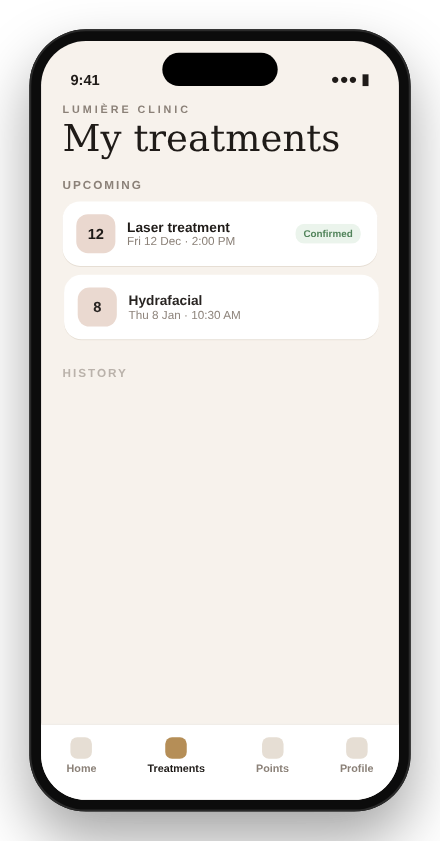 9:41
LUMIÈRE CLINIC
My treatments
UPCOMING
12
Laser treatment
Fri 12 Dec · 2:00 PM
Confirmed
8
Hydrafacial
Thu 8 Jan · 10:30 AM
HISTORY
Home Treatments Points Profile